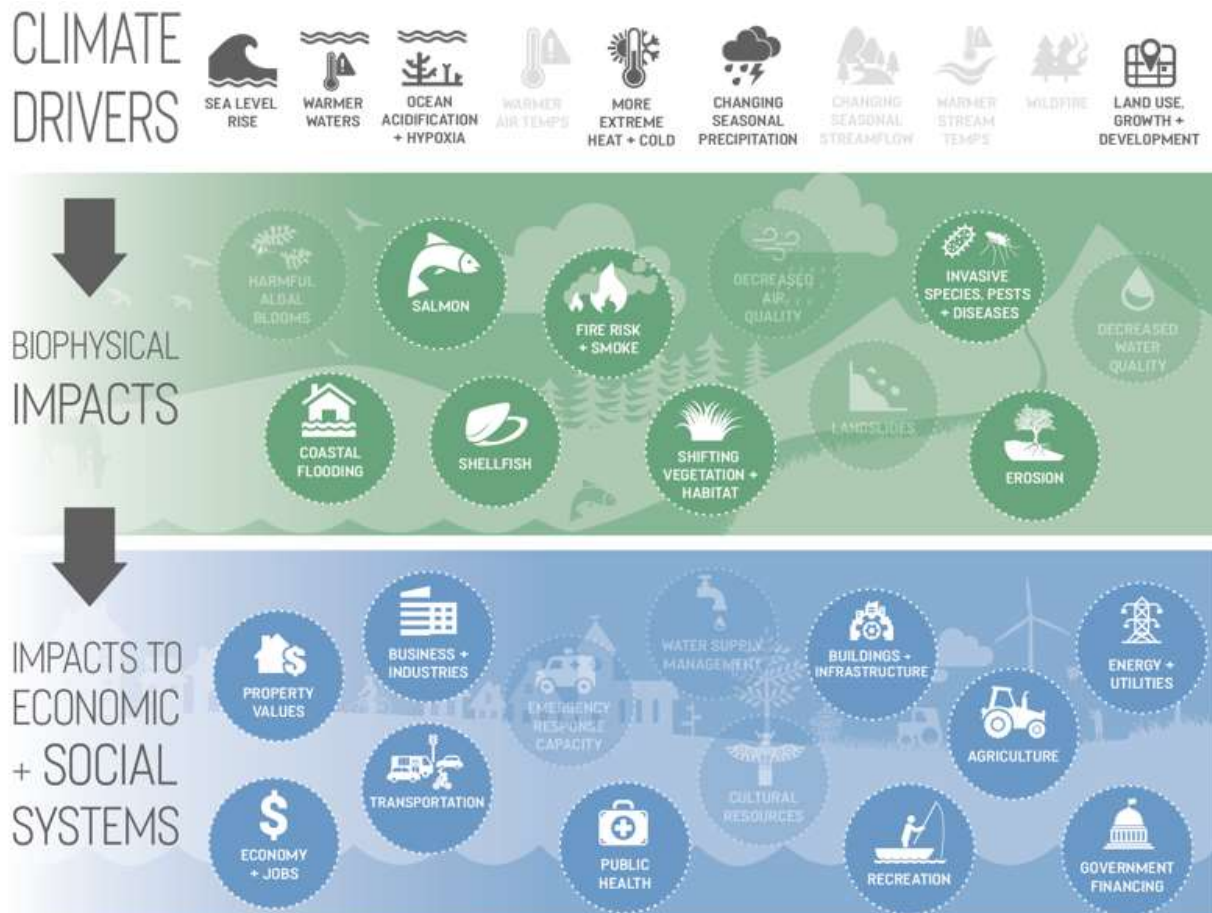 CLIMATE
DRIVERS
SEA LEVEL
RISE
WARMER
WATERS
OCEAN
ACIDIFICATION
+ HYPOXIA
WARMER
AIR TEMPS
MORE
EXTREME
HEAT + COLD
CHANGING
SEASONAL
PRECIPITATION
CHANGING
SEASONAL
STREAMFLOW
WARMER
STREAM
TEMPS
WILDFIRE
LAND USE,
GROWTH +
DEVELOPMENT
BIOPHYSICAL
IMPACTS
HARMFUL
ALGAL
BLOOMS
SALMON
FIRE RISK
+ SMOKE
DECREASED
AIR
QUALITY
INVASIVE
SPECIES, PESTS
+ DISEASES
DECREASED
WATER
QUALITY
COASTAL
FLOODING
SHELLFISH
SHIFTING
VEGETATION +
HABITAT
LANDSLIDES
EROSION
IMPACTS TO
ECONOMIC
+ SOCIAL
SYSTEMS
PROPERTY
VALUES
BUSINESS +
INDUSTRIES
EMERGENCY
RESPONSE
CAPACITY
WATER SUPPLY
MANAGEMENT
BUILDINGS +
INFRASTRUCTURE
AGRICULTURE
ENERGY +
UTILITIES
ECONOMY
+ JOBS
TRANSPORTATION
PUBLIC
HEALTH
CULTURAL
RESOURCES
RECREATION
GOVERNMENT
FINANCING